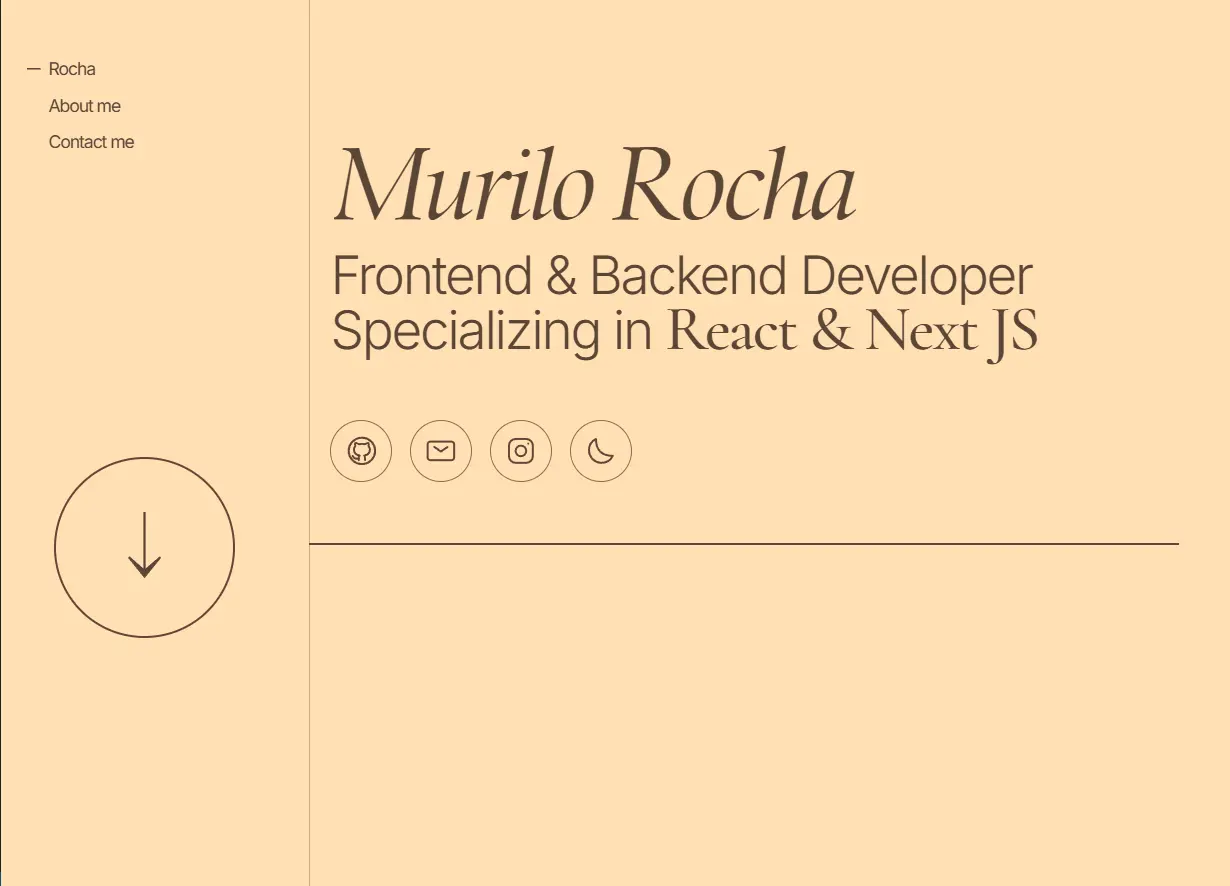 Rocha
About me
Contact me
Murilo Rocha
Frontend & Backend Developer
Specializing in React & Next JS